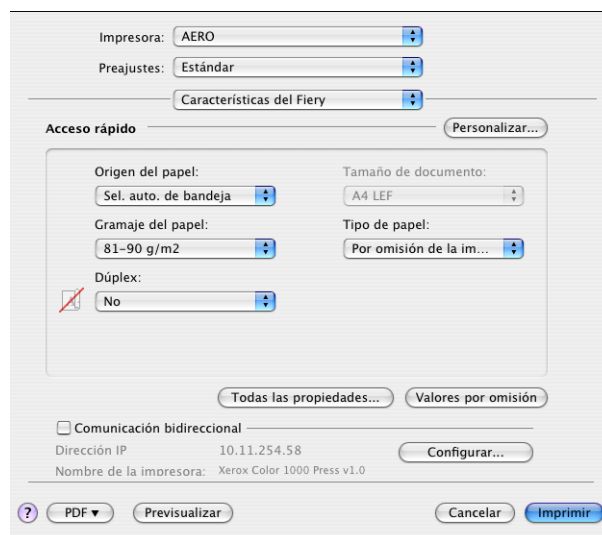 Impresora: AERO
Preajustes: Estándar
Características del Fiery
Acceso rápido Personalizar...
Origen del papel: Tamaño de documento:
Sel. auto. de bandeja A4 LEF
Gramaje del papel: Tipo de papel:
81–90 g/m2 Por omisión de la im...
Dúplex:
No
Todas las propiedades... Valores por omisión
Comunicación bidireccional
Dirección IP 10.11.254.58 Configurar...
Nombre de la impresora: Xerox Color 1000 Press v1.0
? PDF ▾ Previsualizar Cancelar Imprimir